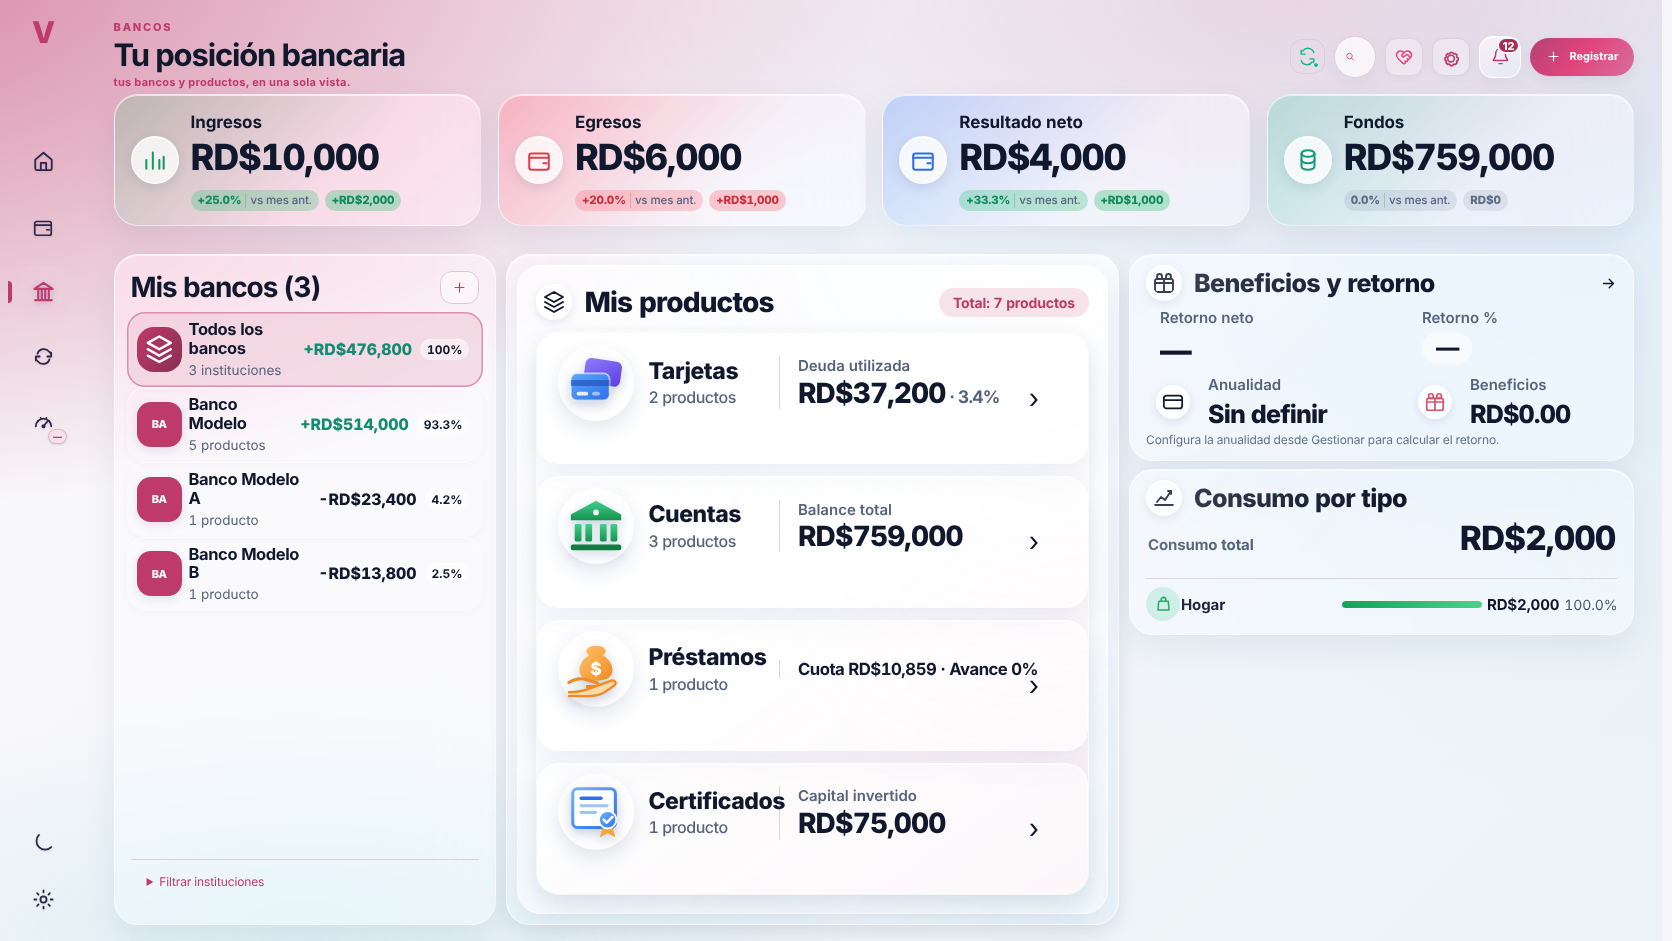 V
BANCOS
Tu posición bancaria
tus bancos y productos, en una sola vista.
12
Registrar
Ingresos
RD$10,000
+25.0% vs mes ant. +RD$2,000
Egresos
RD$6,000
+20.0% vs mes ant. +RD$1,000
Resultado neto
RD$4,000
+33.3% vs mes ant. +RD$1,000
Fondos
RD$759,000
0.0% vs mes ant. RD$0
Mis bancos (3)
Todos los
bancos
3 instituciones
+RD$476,800 100%
BA
Banco
Modelo
5 productos
+RD$514,000 93.3%
BA
Banco Modelo
A
1 producto
-RD$23,400 4.2%
BA
Banco Modelo
B
1 producto
-RD$13,800 2.5%
Filtrar instituciones
Mis productos
Total: 7 productos
Tarjetas
2 productos
Deuda utilizada
RD$37,200 · 3.4%
Cuentas
3 productos
Balance total
RD$759,000
Préstamos
1 producto
Cuota RD$10,859 · Avance 0%
Certificados
1 producto
Capital invertido
RD$75,000
Beneficios y retorno
Retorno neto
—
Retorno %
—
Anualidad
Sin definir
Beneficios
RD$0.00
Configura la anualidad desde Gestionar para calcular el retorno.
Consumo por tipo
Consumo total
RD$2,000
Hogar
RD$2,000 100.0%